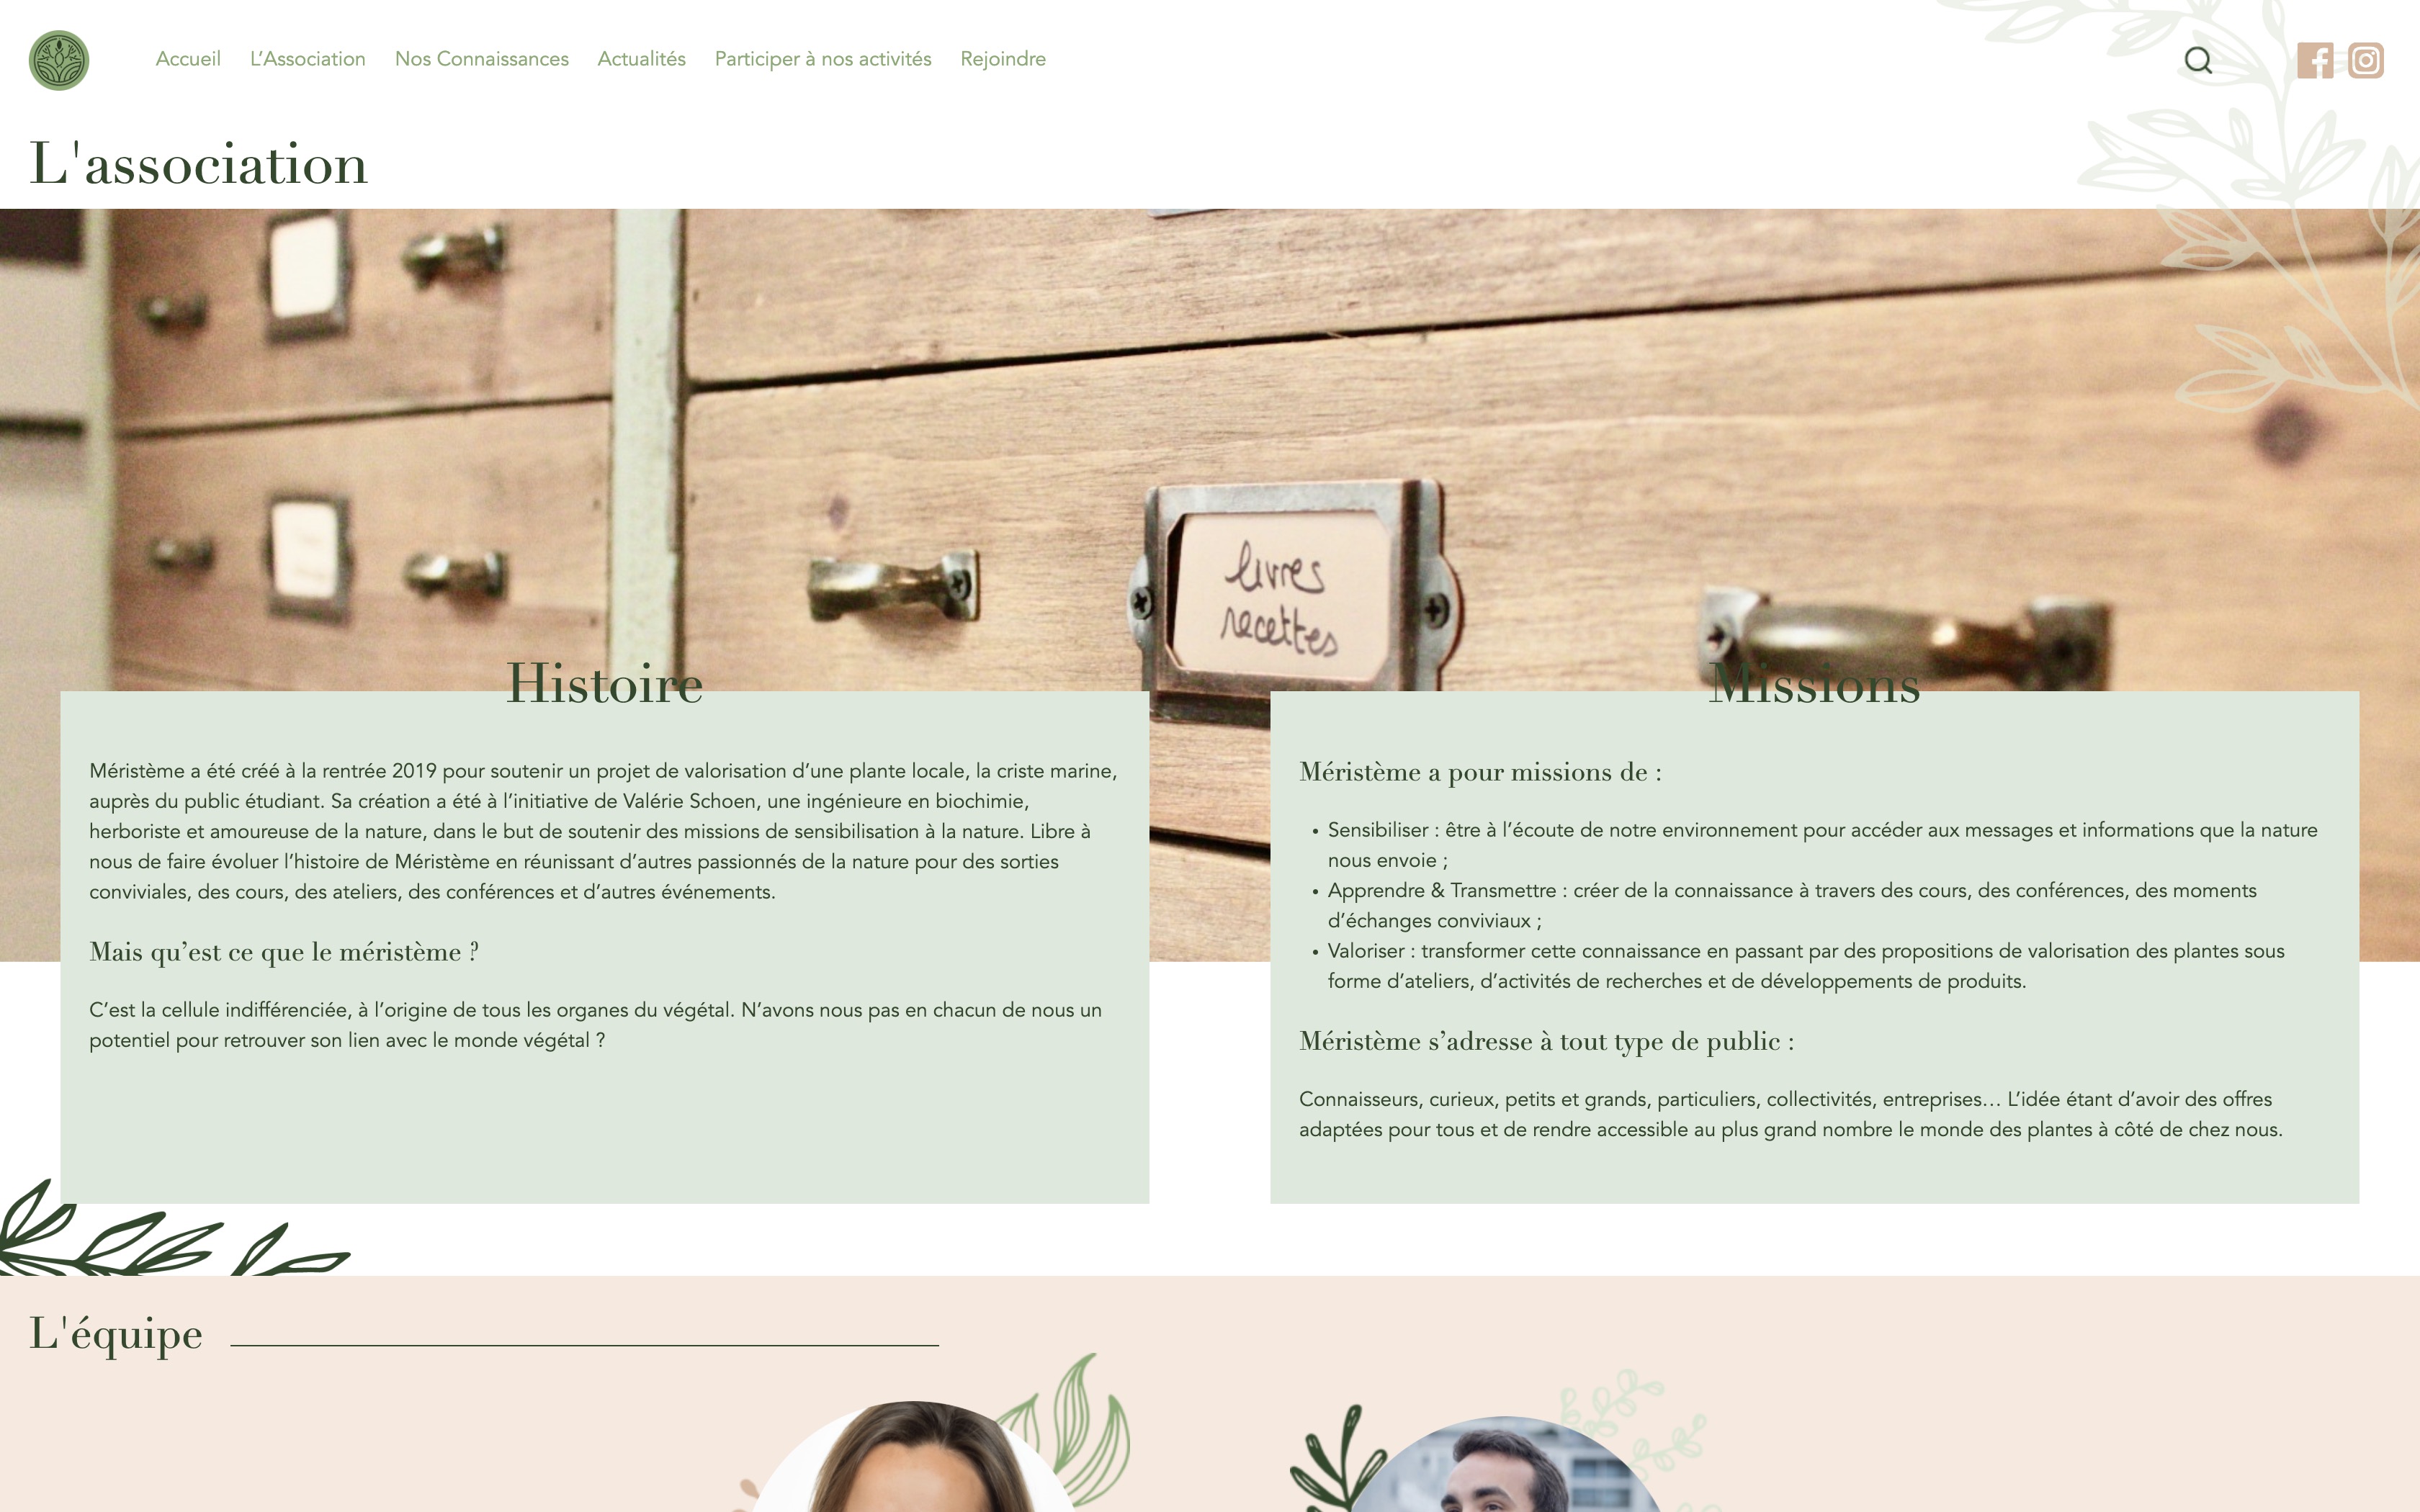 Accueil L’Association Nos Connaissances Actualités Participer à nos activités Rejoindre
L'association
livres
recettes
Histoire
Méristème a été créé à la rentrée 2019 pour soutenir un projet de valorisation d’une plante locale, la criste marine,
auprès du public étudiant. Sa création a été à l’initiative de Valérie Schoen, une ingénieure en biochimie,
herboriste et amoureuse de la nature, dans le but de soutenir des missions de sensibilisation à la nature. Libre à
nous de faire évoluer l’histoire de Méristème en réunissant d’autres passionnés de la nature pour des sorties
conviviales, des cours, des ateliers, des conférences et d’autres événements.
Mais qu’est ce que le méristème ?
C’est la cellule indifférenciée, à l’origine de tous les organes du végétal. N’avons nous pas en chacun de nous un
potentiel pour retrouver son lien avec le monde végétal ?
Missions
Méristème a pour missions de :
• Sensibiliser : être à l’écoute de notre environnement pour accéder aux messages et informations que la nature
nous envoie ;
• Apprendre & Transmettre : créer de la connaissance à travers des cours, des conférences, des moments
d’échanges conviviaux ;
• Valoriser : transformer cette connaissance en passant par des propositions de valorisation des plantes sous
forme d’ateliers, d’activités de recherches et de développements de produits.
Méristème s’adresse à tout type de public :
Connaisseurs, curieux, petits et grands, particuliers, collectivités, entreprises… L’idée étant d’avoir des offres
adaptées pour tous et de rendre accessible au plus grand nombre le monde des plantes à côté de chez nous.
L'équipe